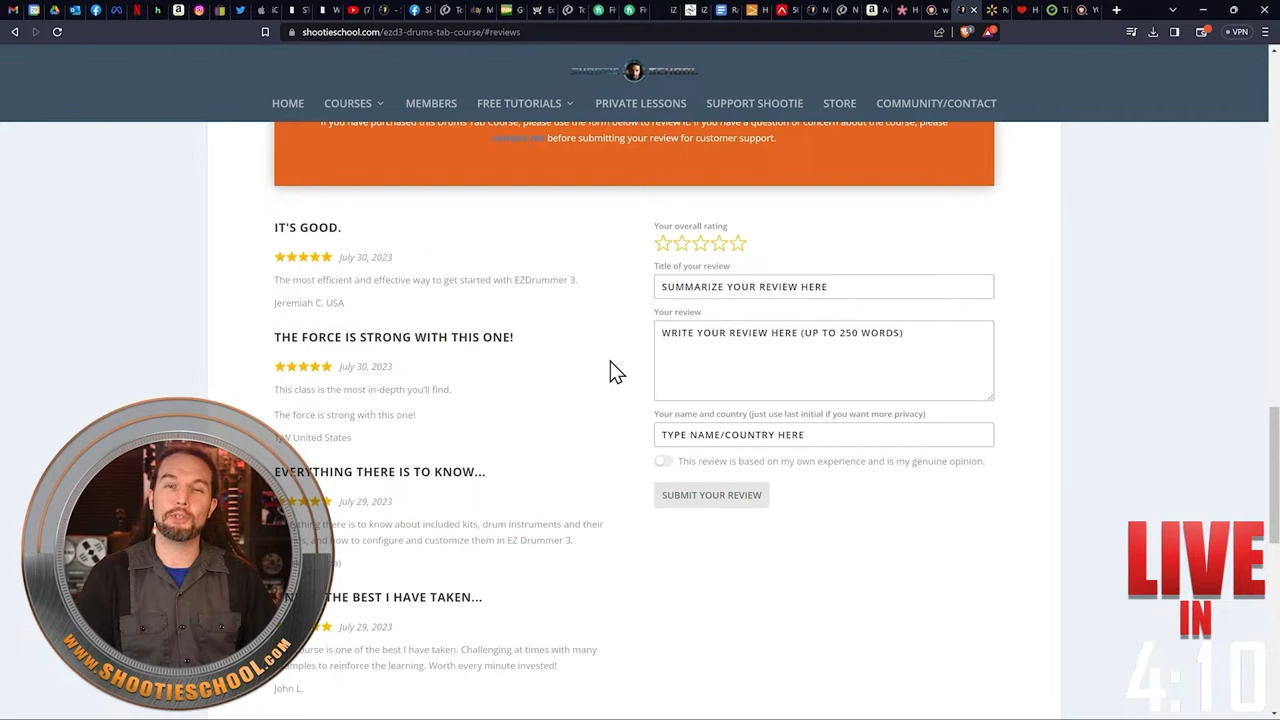 shootieschool.com/ezd3-drums-tab-course/#reviews
VPN
SHOOTIE SCHOOL
HOME
COURSES
MEMBERS
FREE TUTORIALS
PRIVATE LESSONS
SUPPORT SHOOTIE
STORE
COMMUNITY/CONTACT
If you have purchased this Drums Tab Course, please use the form below to review it. If you have a question or concern about the course, please
before submitting your review for customer support.
IT'S GOOD.
July 30, 2023
The most efficient and effective way to get started with EZDrummer 3.
Jeremiah C. USA
THE FORCE IS STRONG WITH THIS ONE!
July 30, 2023
This class is the most in-depth you'll find.
The force is strong with this one!
W United States
EVERYTHING THERE IS TO KNOW...
July 29, 2023
thing there is to know about included kits, drum instruments and their
and how to configure and customize them in EZ Drummer 3.
THE BEST I HAVE TAKEN...
July 29, 2023
course is one of the best I have taken. Challenging at times with many
to reinforce the learning. Worth every minute invested!
John L.
Your overall rating
Title of your review
SUMMARIZE YOUR REVIEW HERE
Your review
WRITE YOUR REVIEW HERE (UP TO 250 WORDS)
Your name and country (just use last initial if you want more privacy)
TYPE NAME/COUNTRY HERE
This review is based on my own experience and is my genuine opinion.
SUBMIT YOUR REVIEW
WWW.SHOOTIESCHOOL.COM
LIVE
IN
4:10